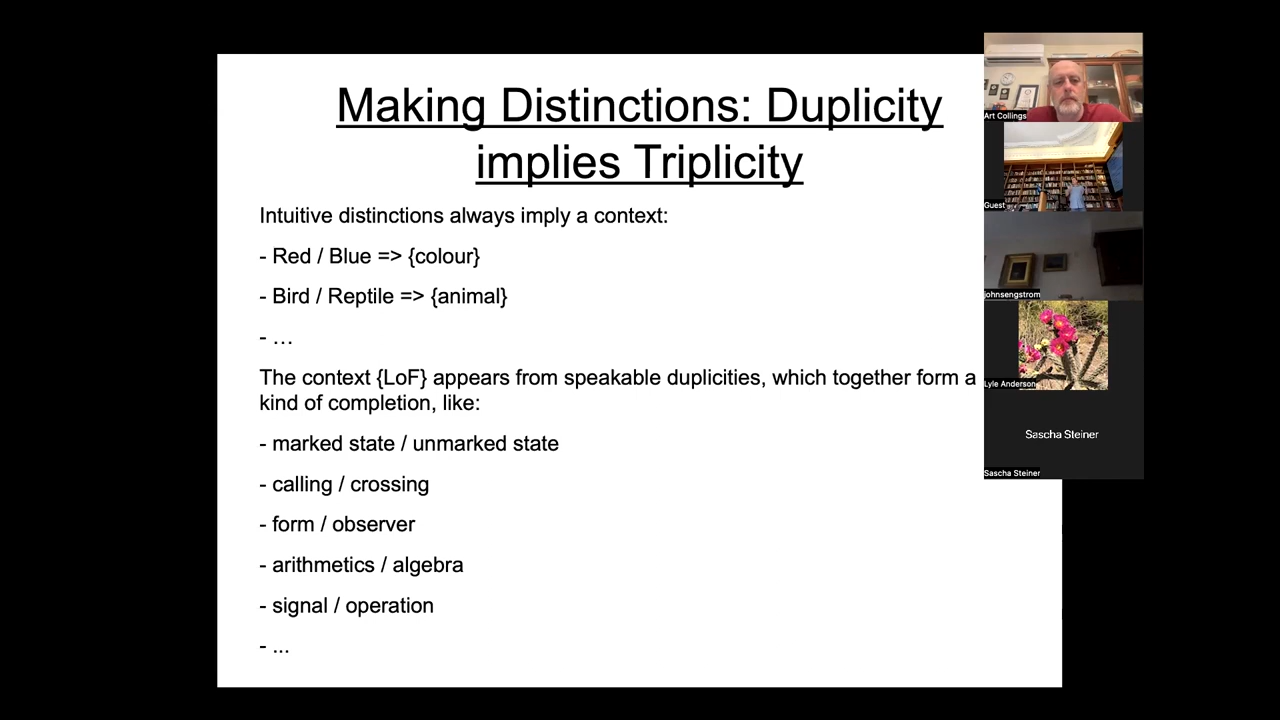 Making Distinctions: Duplicity
implies Triplicity
Intuitive distinctions always imply a context:
- Red / Blue => {colour}
- Bird / Reptile => {animal}
- …
The context {LoF} appears from speakable duplicities, which together form a
kind of completion, like:
- marked state / unmarked state
- calling / crossing
- form / observer
- arithmetics / algebra
- signal / operation
- ...
Art Collings
Guest
johnsengstrom
Lyle Anderson
Sascha Steiner
Sascha Steiner